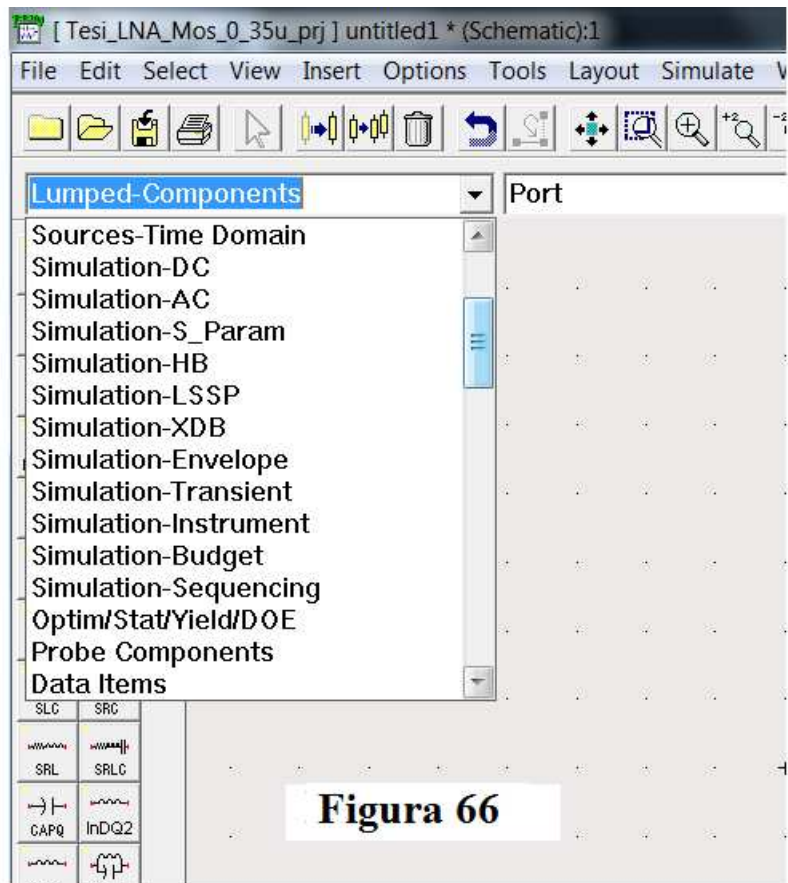 [ Tesi_LNA_Mos_0_35u_prj ] untitled1 * (Schematic):1
File Edit Select View Insert Options Tools Layout Simulate
+2
-2
Lumped-Components
Port
Sources-Time Domain
Simulation-DC
Simulation-AC
Simulation-S_Param
Simulation-HB
Simulation-LSSP
Simulation-XDB
Simulation-Envelope
Simulation-Transient
Simulation-Instrument
Simulation-Budget
Simulation-Sequencing
Optim/Stat/Yield/DOE
Probe Components
Data Items
SLC SRC
SRL SRLC
CAPQ InDQ2
Figura 66